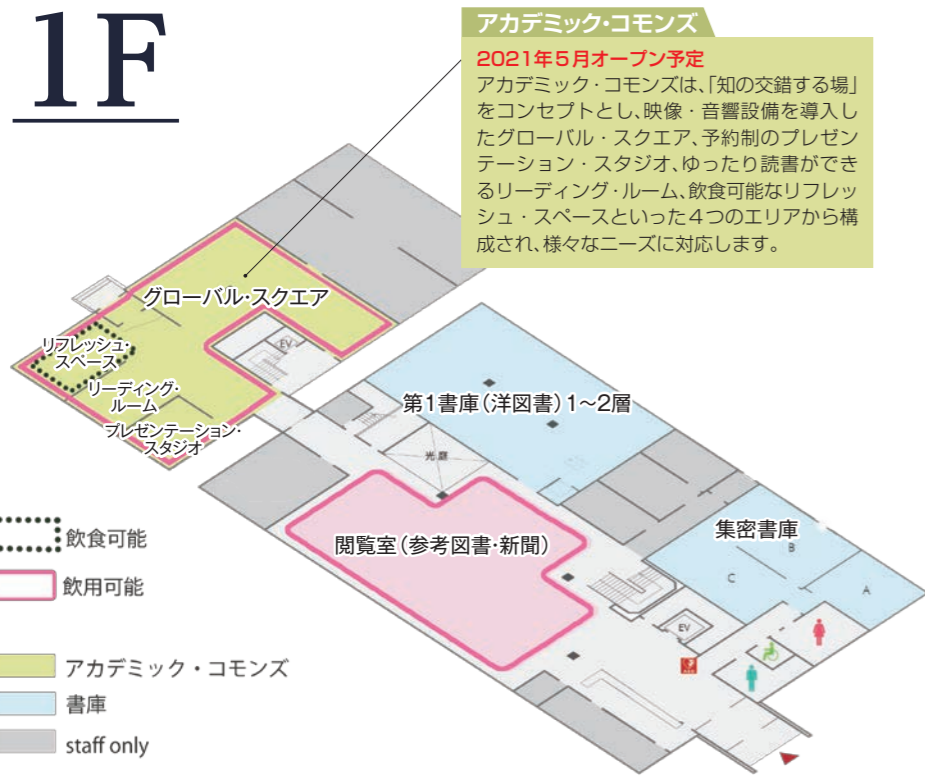 1F
アカデミック・コモンズ
2021年5月オープン予定
アカデミック・コモンズは、「知の交錯する場」
をコンセプトとし、映像・音響設備を導入し
たグローバル・スクエア、予約制のプレゼン
テーション・スタジオ、ゆったり読書ができ
るリーディング・ルーム、飲食可能なリフレッ
シュ・スペースといった4つのエリアから構
成され、様々なニーズに対応します。
グローバル・スクエア
EV
リフレッシュ・
スペース
リーディング・
ルーム
プレゼンテーション・
スタジオ
第1書庫(洋図書)1〜2層
光庭
閲覧室(参考図書・新聞)
集密書庫
B
C
A
EV
飲食可能
飲用可能
アカデミック・コモンズ
書庫
staff only